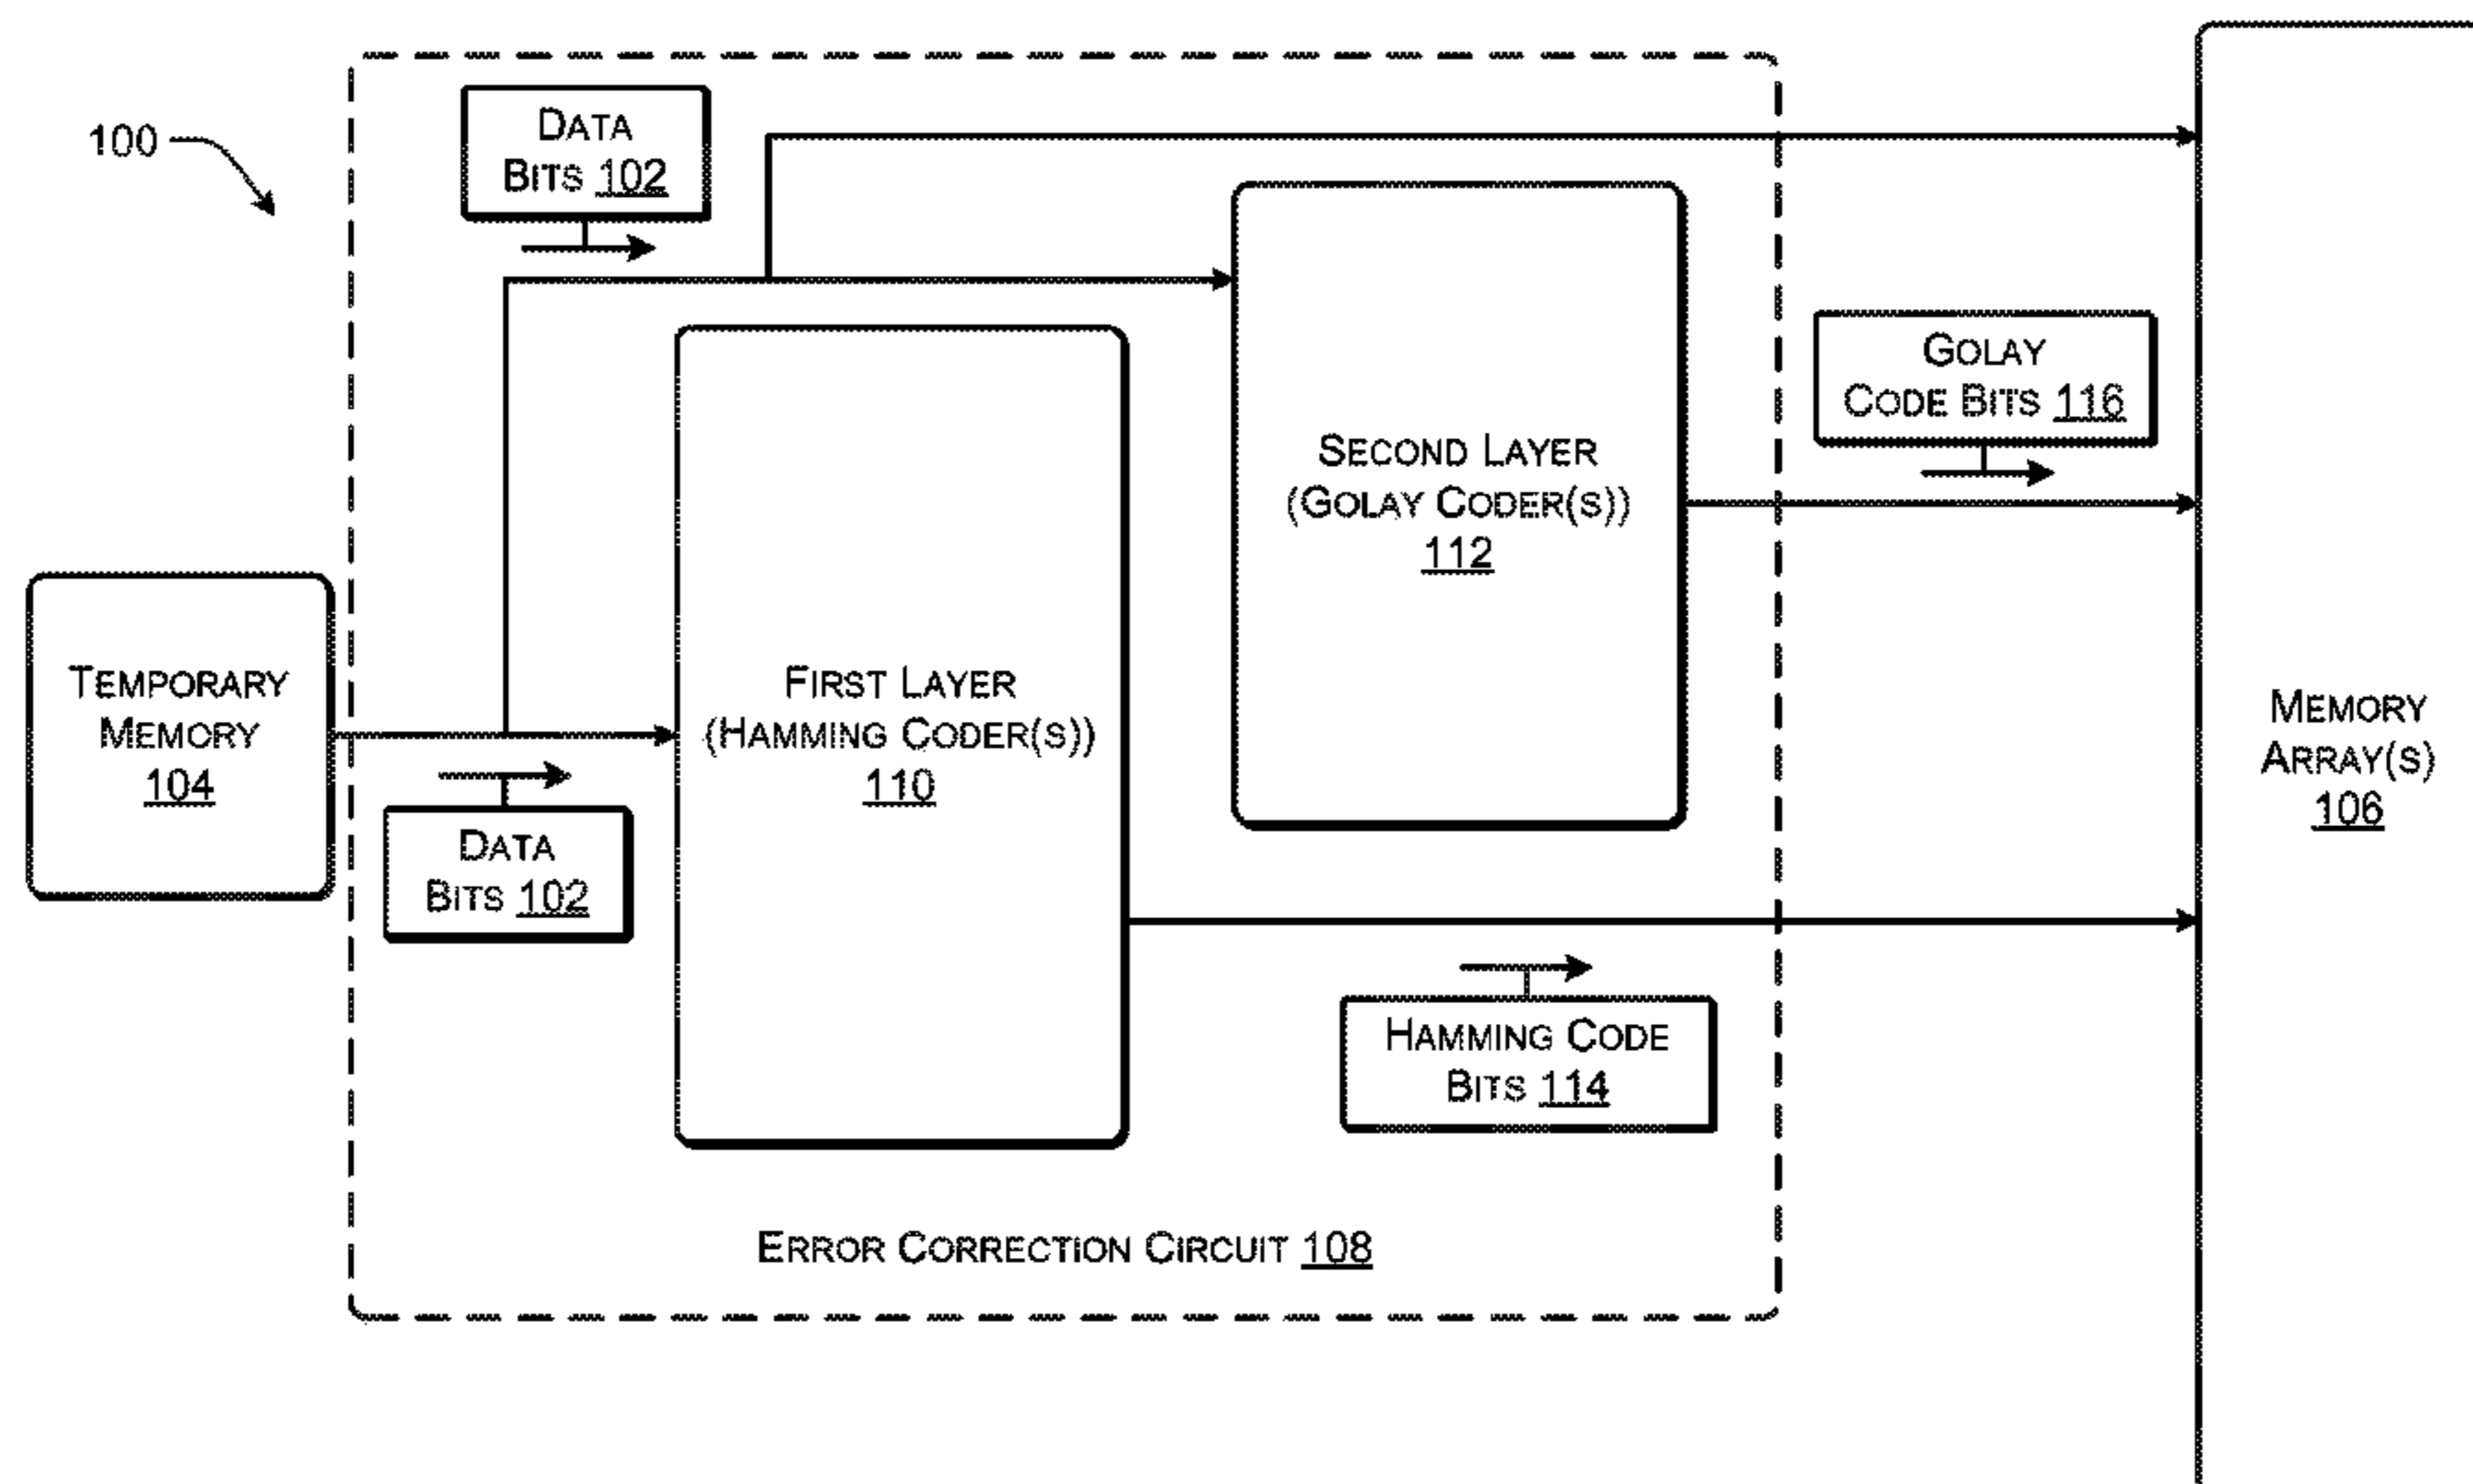 100
DATA
BITS 102
GOLAY
CODE BITS 116
SECOND LAYER
(GOLAY CODER(S))
112
TEMPORARY
MEMORY
104
FIRST LAYER
(HAMMING CODER(S))
110
MEMORY
ARRAY(S)
106
DATA
BITS 102
HAMMING CODE
BITS 114
ERROR CORRECTION CIRCUIT 108